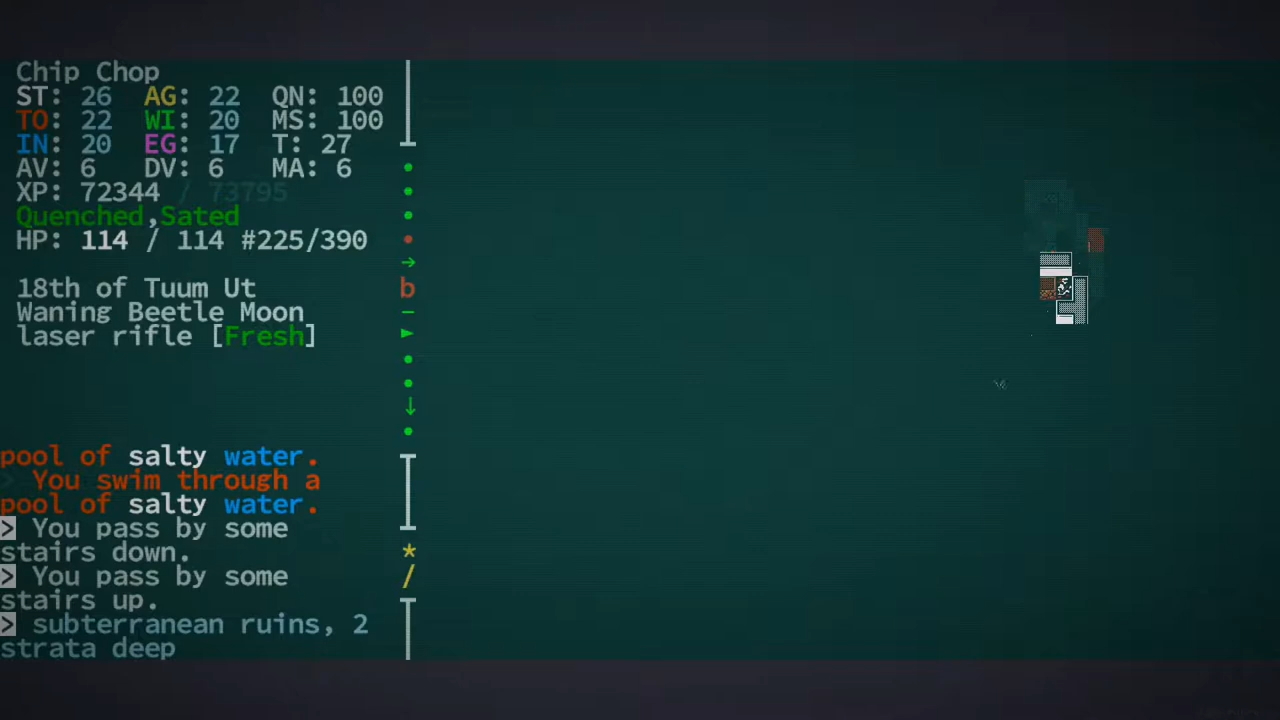 Chip Chop
ST: 26 AG: 22 QN: 100
TO: 22 WI: 20 MS: 100
IN: 20 EG: 17 T: 27
AV: 6 DV: 6 MA: 6
XP: 72344 / 73795
Quenched,Sated
HP: 114 / 114 #225/390
18th of Tuum Ut
Waning Beetle Moon
laser rifle [Fresh]
b
pool of salty water.
> You swim through a
pool of salty water.
> You pass by some
stairs down.
> You pass by some
stairs up.
> subterranean ruins, 2
strata deep
* 
/